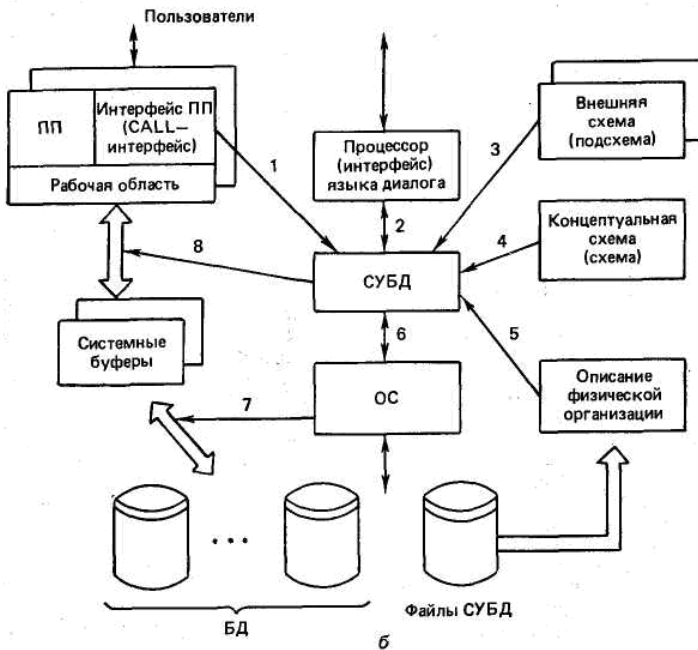 Пользователи
ПП
Интерфейс ПП
(CALL—
интерфейс)
Рабочая область
1
Процессор
(интерфейс)
языка диалога
2
3
Внешняя
схема
(подсхема)
4
Концептуальная
схема
(схема)
8
СУБД
Системные
буферы
6
5
ОС
7
Описание
физической
организации
...
БД
Файлы СУБД
б